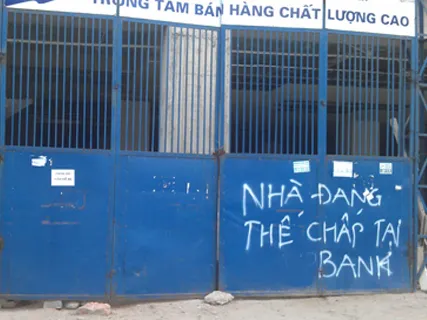 TRUNG TÂM BÁN HÀNG CHẤT LƯỢNG CAO
NHÀ ĐANG
THẾ CHẤP TẠI
BANK